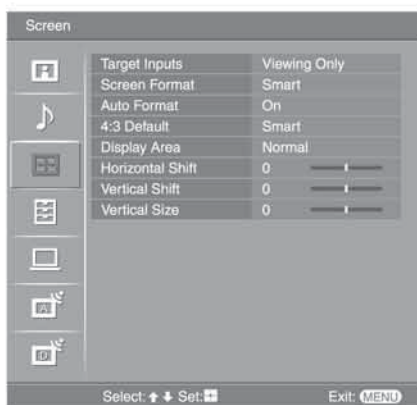 Screen
Target Inputs Viewing Only
Screen Format Smart
Auto Format On
4:3 Default Smart
Display Area Normal
Horizontal Shift 0
Vertical Shift 0
Vertical Size 0
A
D
Select: Set: Exit: MENU